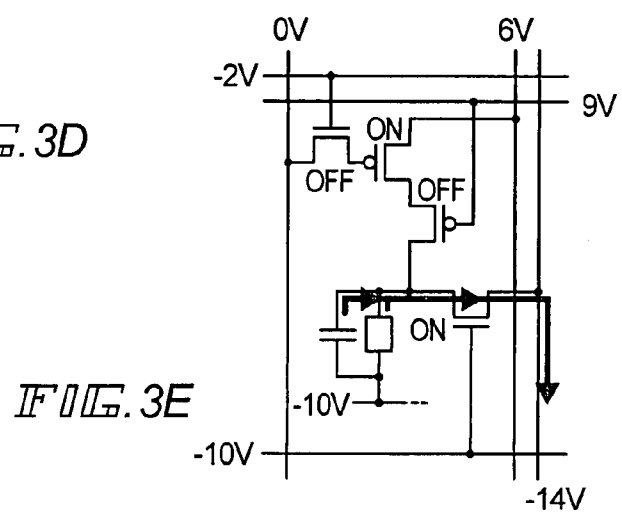 0V 6V
-2V
9V
G. 3D
ON
OFF
OFF
ON
-10V
FIG. 3E
-10V
-14V